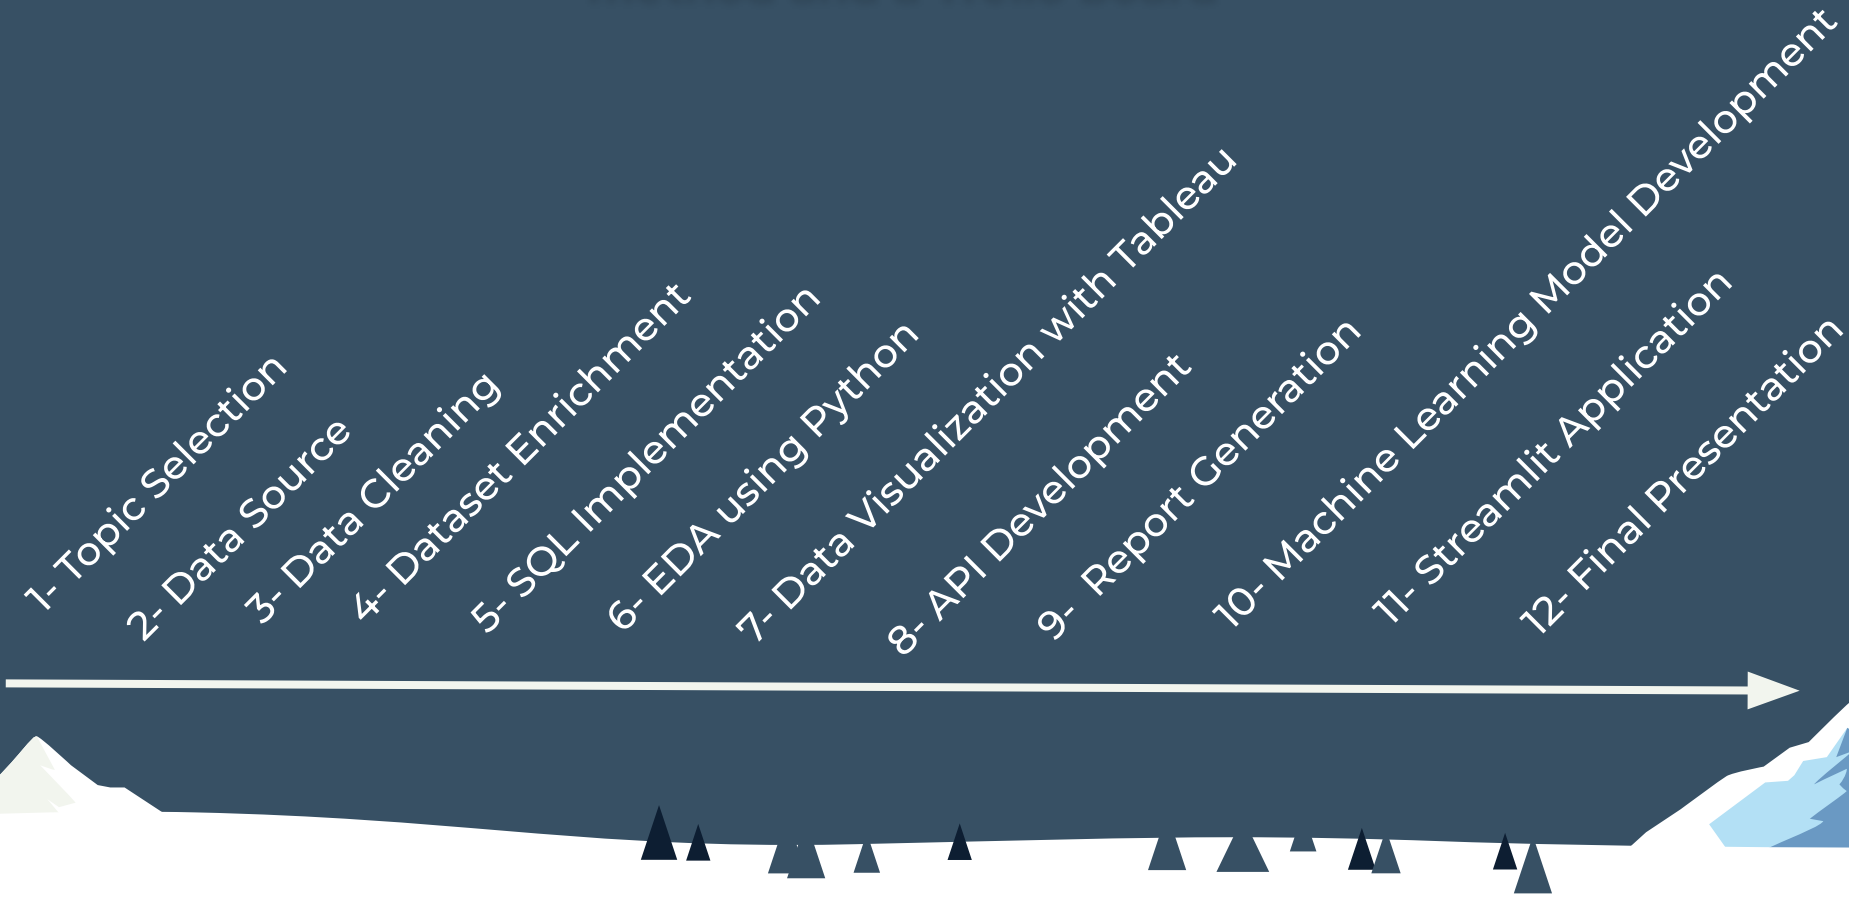 1- Topic Selection
2- Data Source
3- Data Cleaning
4- Dataset Enrichment
5- SQL Implementation
6- EDA using Python
7- Data Visualization with Tableau
8- API Development
9-  Report Generation
10- Machine Learning Model Development
11- Streamlit Application
12- Final Presentation